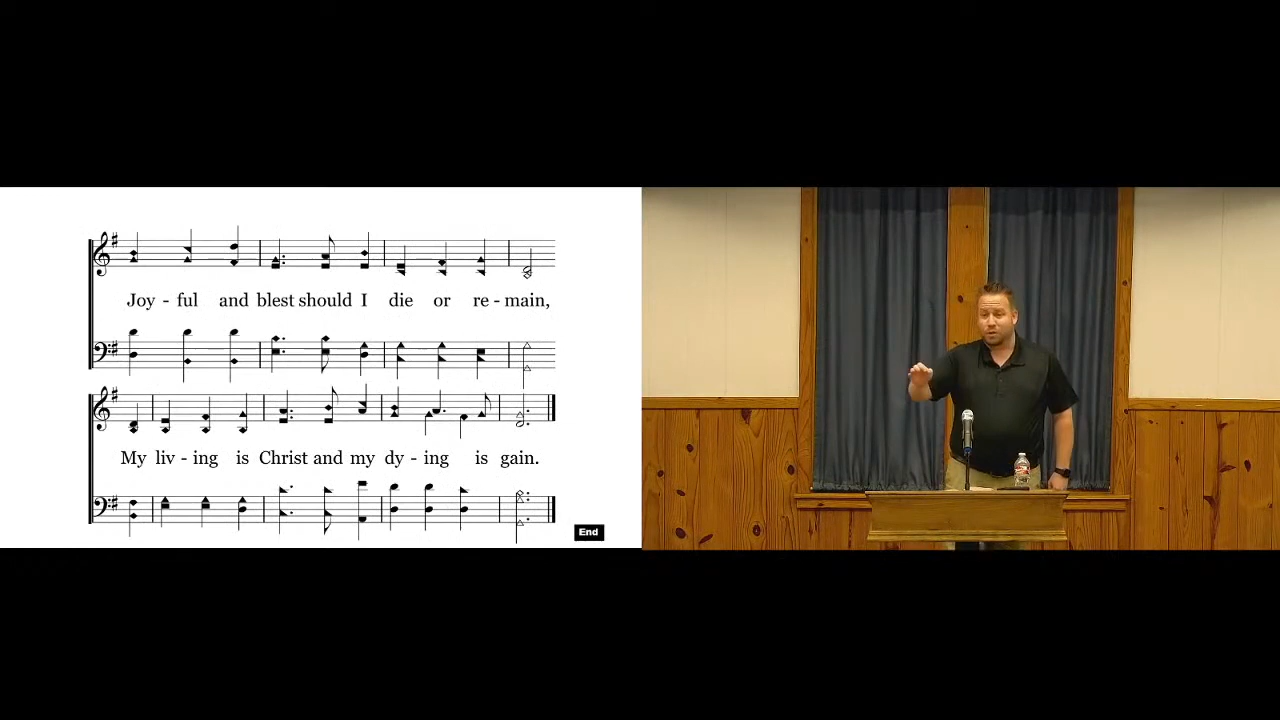 Joy - ful and blest should I die or re - main,
My liv - ing is Christ and my dy - ing is gain.
End